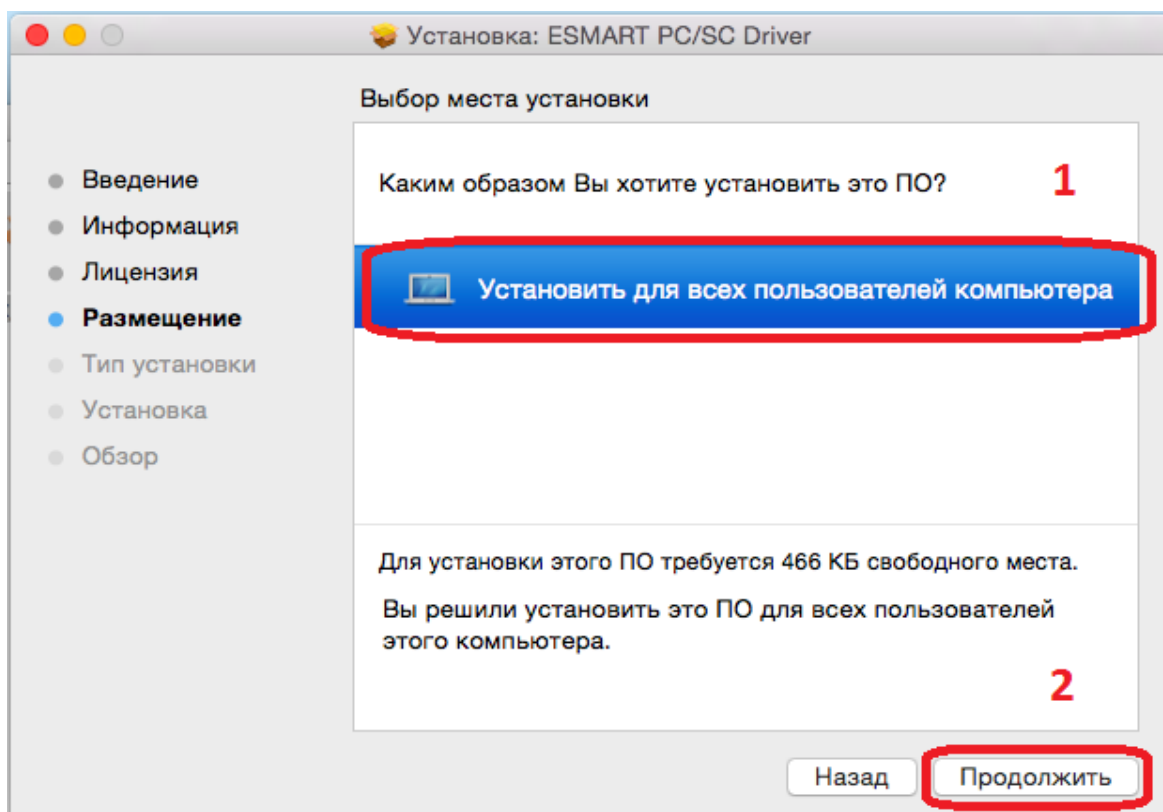 Установка: ESMART PC/SC Driver
Выбор места установки
Введение
Информация
Лицензия
Размещение
Тип установки
Установка
Обзор
Каким образом Вы хотите установить это ПО?
1
Установить для всех пользователей компьютера
Для установки этого ПО требуется 466 КБ свободного места.
Вы решили установить это ПО для всех пользователей
этого компьютера.
2
Назад
Продолжить